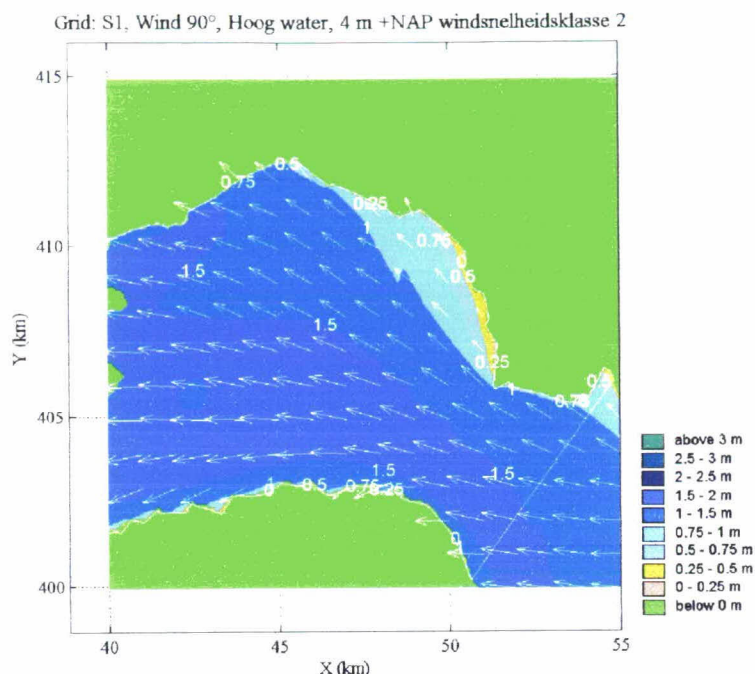 Grid: S1, Wind 90°, Hoog water, 4 m +NAP windsnelheidsklasse 2
415
410
405
400
Y (km)
40
45
50
55
X (km)
0.5
0.75
0.25
1
0.75
0
0.5
1.5
1.5
0.25
1
0.75
0.5
1.5
1.5
1
0
0.5
0.75
0.25
0
above 3 m
2.5 - 3 m
2 - 2.5 m
1.5 - 2 m
1 - 1.5 m
0.75 - 1 m
0.5 - 0.75 m
0.25 - 0.5 m
0 - 0.25 m
below 0 m